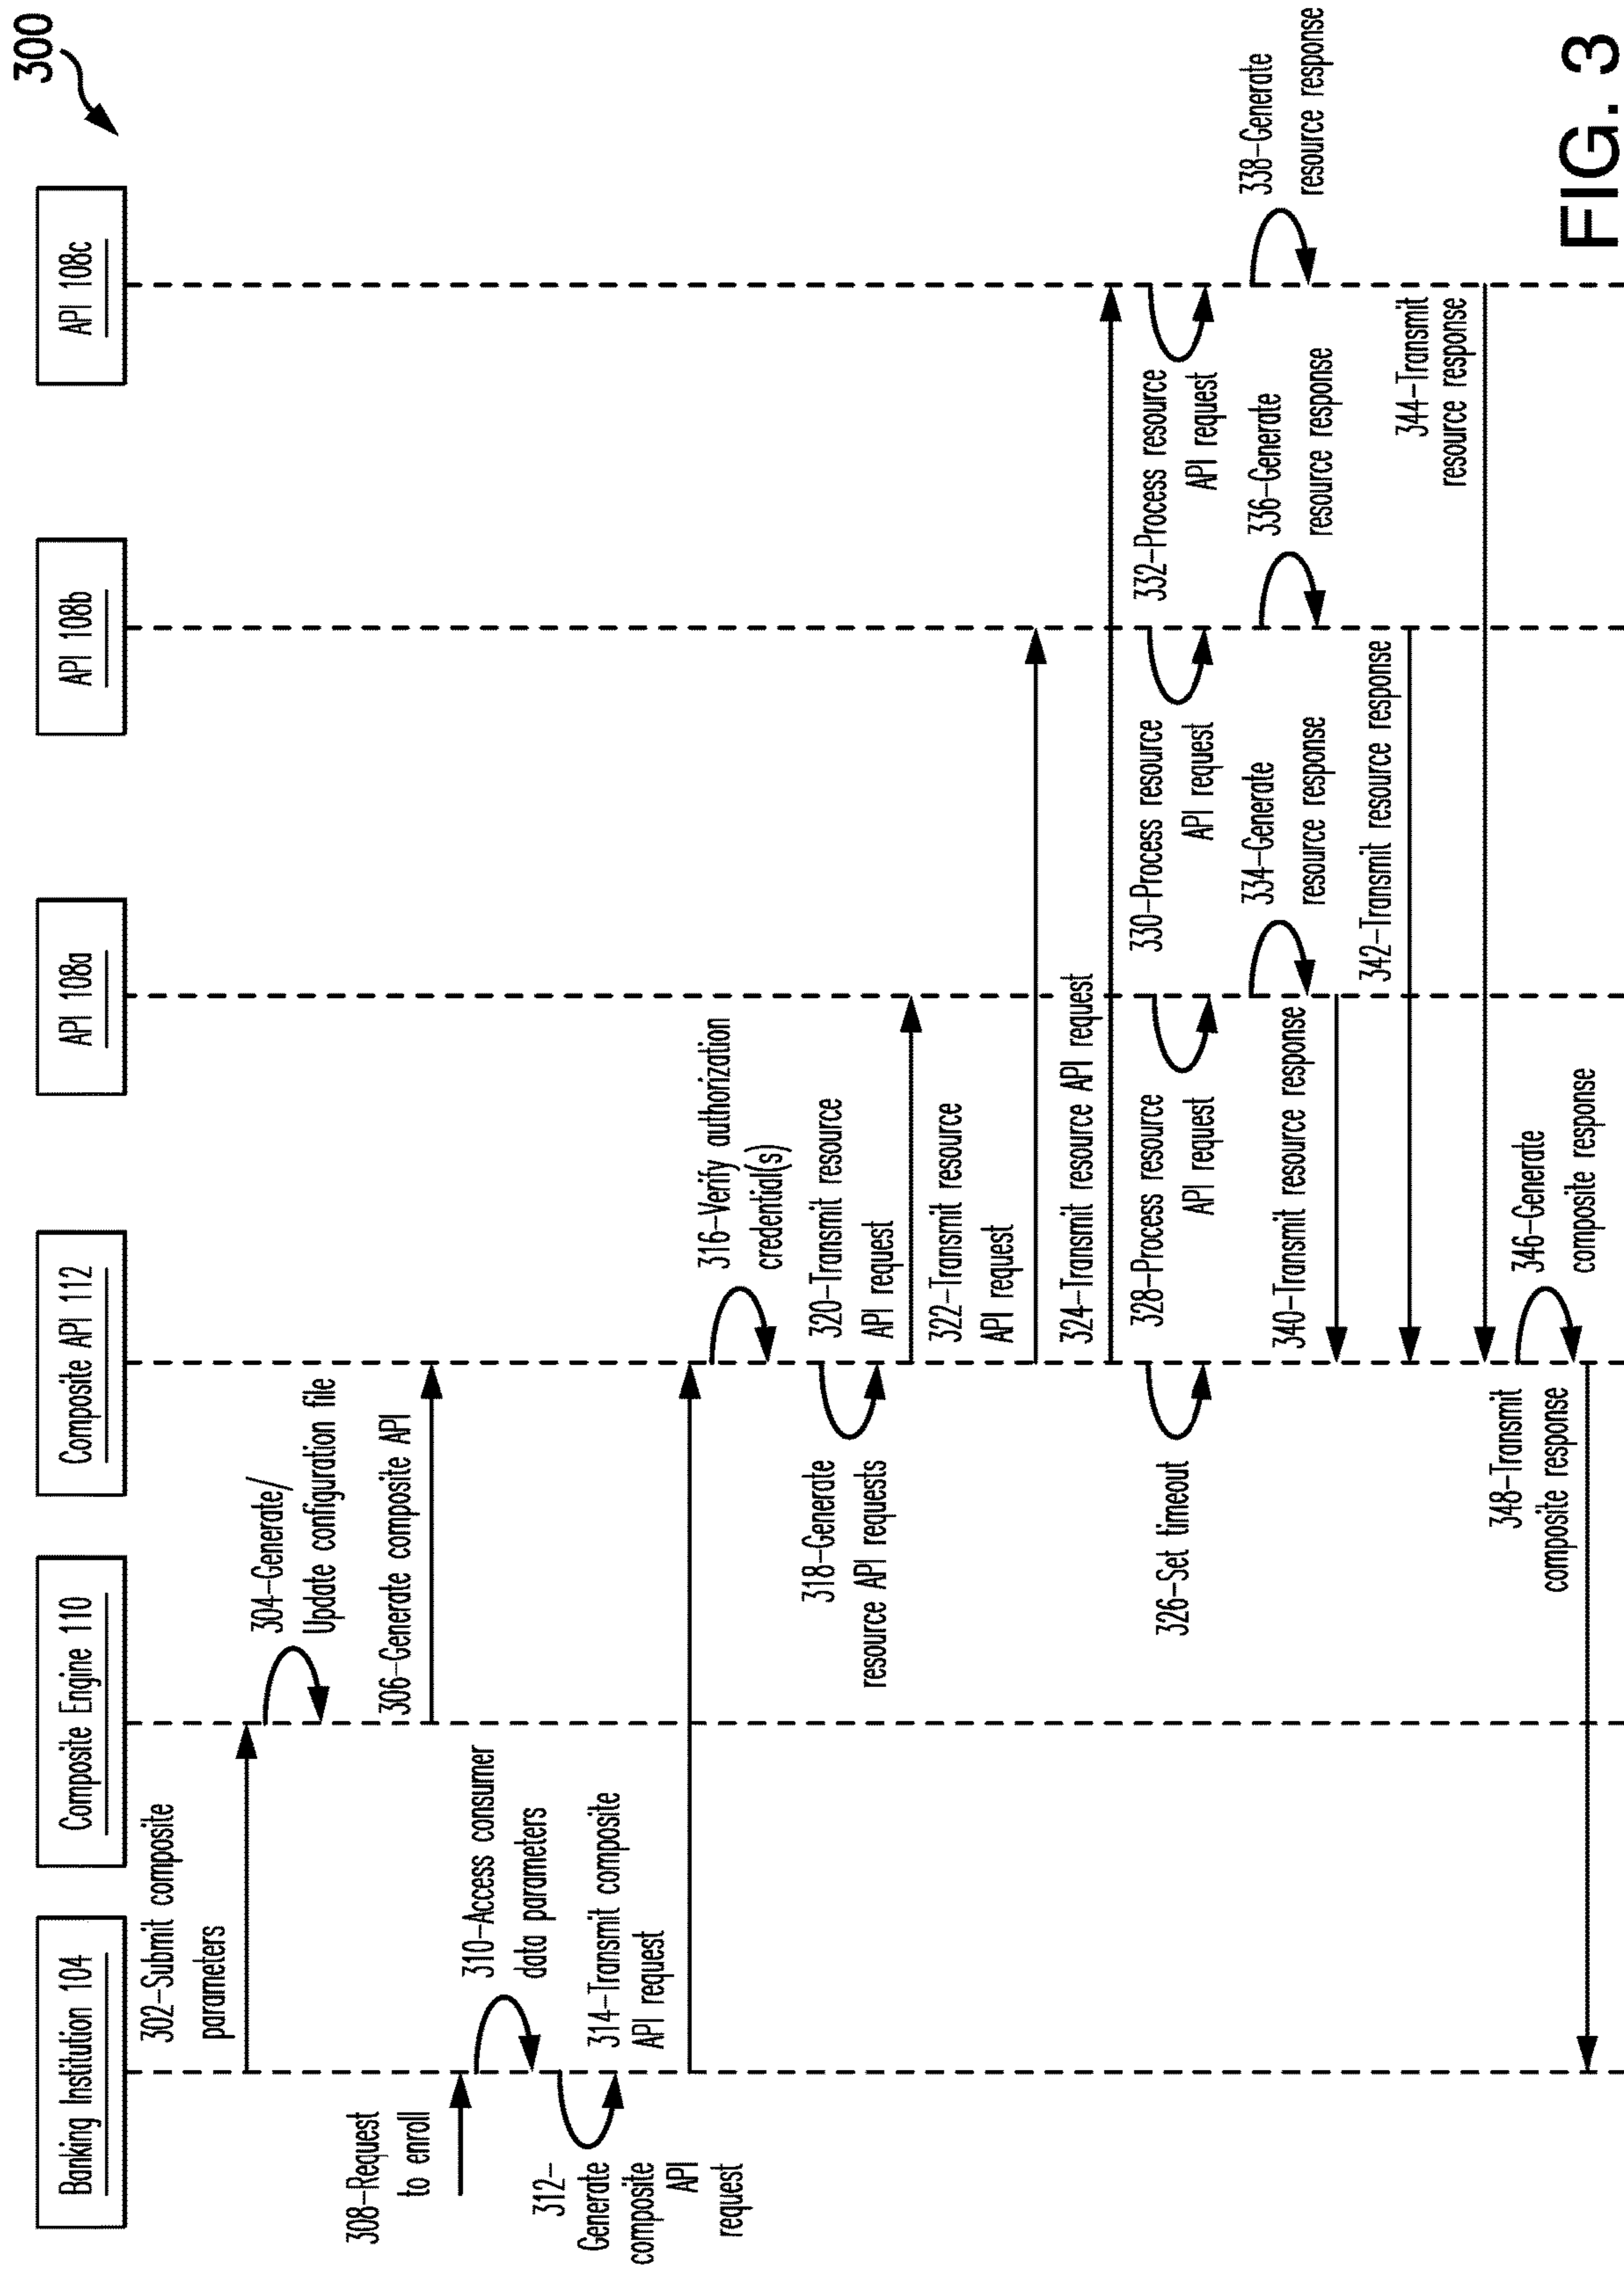 300
Banking Institution 104
Composite Engine 110
Composite API 112
API 108a
API 108b
API 108c
302–Submit composite
parameters
304–Generate/
Update configuration file
306–Generate composite API
308–Request
to enroll
310–Access consumer
data parameters
312–
Generate
composite API
request
314–Transmit composite
API request
316–Verify authorization
credential(s)
318–Generate
resource API requests
320–Transmit resource
API request
322–Transmit resource
API request
324–Transmit resource API request
326–Set timeout
328–Process resource
API request
330–Process resource
API request
332–Process resource
API request
334–Generate
resource response
336–Generate
resource response
338–Generate
resource response
340–Transmit resource response
342–Transmit resource response
344–Transmit
resource response
346–Generate
composite response
348–Transmit
composite response
FIG. 3